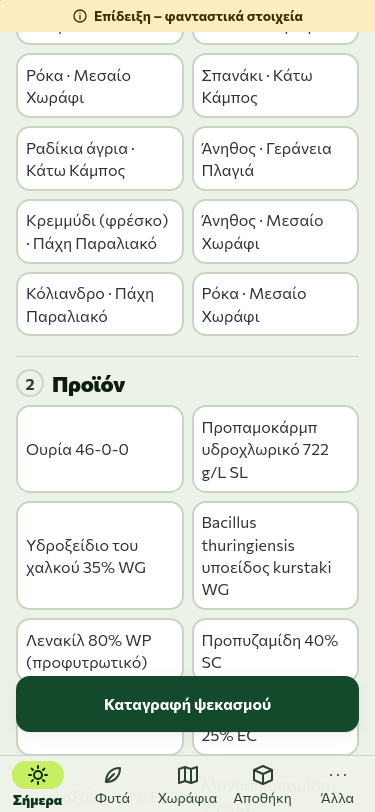 Επίδειξη – φανταστικά στοιχεία
Ρόκα · Μεσαίο
Χωράφι
Σπανάκι · Κάτω
Κάμπος
Ραδίκια άγρια ·
Κάτω Κάμπος
Άνηθος · Γεράνεια
Πλαγιά
Κρεμμύδι (φρέσκο)
· Πάχη Παραλιακό
Άνηθος · Μεσαίο
Χωράφι
Κόλιανδρο · Πάχη
Παραλιακό
Ρόκα · Μεσαίο
Χωράφι
2 Προϊόν
Ουρία 46-0-0
Προπαμοκάρμπ
υδροχλωρικό 722
g/L SL
Υδροξείδιο του
χαλκού 35% WG
Bacillus
thuringiensis
υποείδος kurstaki
WG
Λενακίλ 80% WP
(προφυτρωτικό)
Προπυζαμίδη 40%
SC
Καταγραφή ψεκασμού
25% EC
Σήμερα
Φυτά
Χωράφια
Αποθήκη
Άλλα